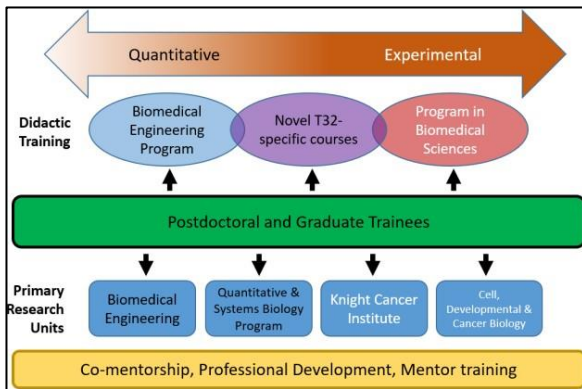 Quantitative Experimental
Didactic
Training
Biomedical
Engineering
Program
Novel T32-
specific courses
Program in
Biomedical
Sciences
Postdoctoral and Graduate Trainees
Primary
Research
Units
Biomedical
Engineering
Quantitative &
Systems Biology
Program
Knight Cancer
Institute
Cell,
Developmental &
Cancer Biology
Co-mentorship, Professional Development, Mentor training